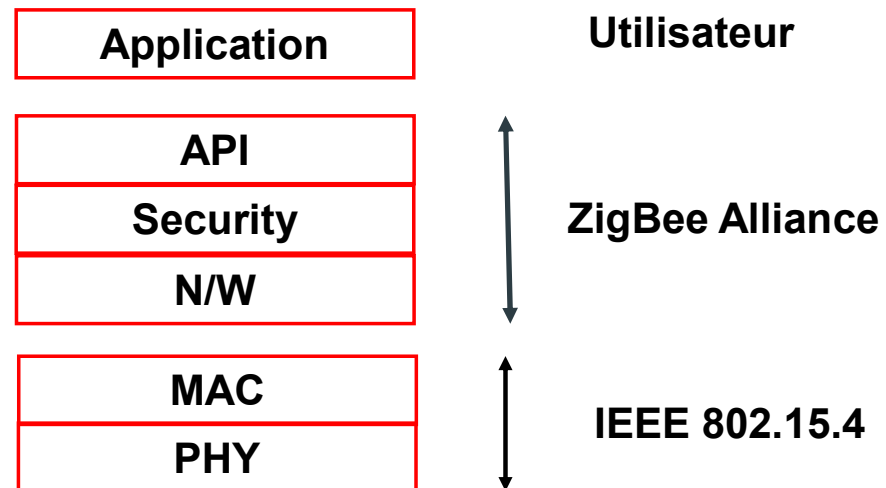 Application
Utilisateur
API
Security
N/W
ZigBee Alliance
MAC
PHY
IEEE 802.15.4